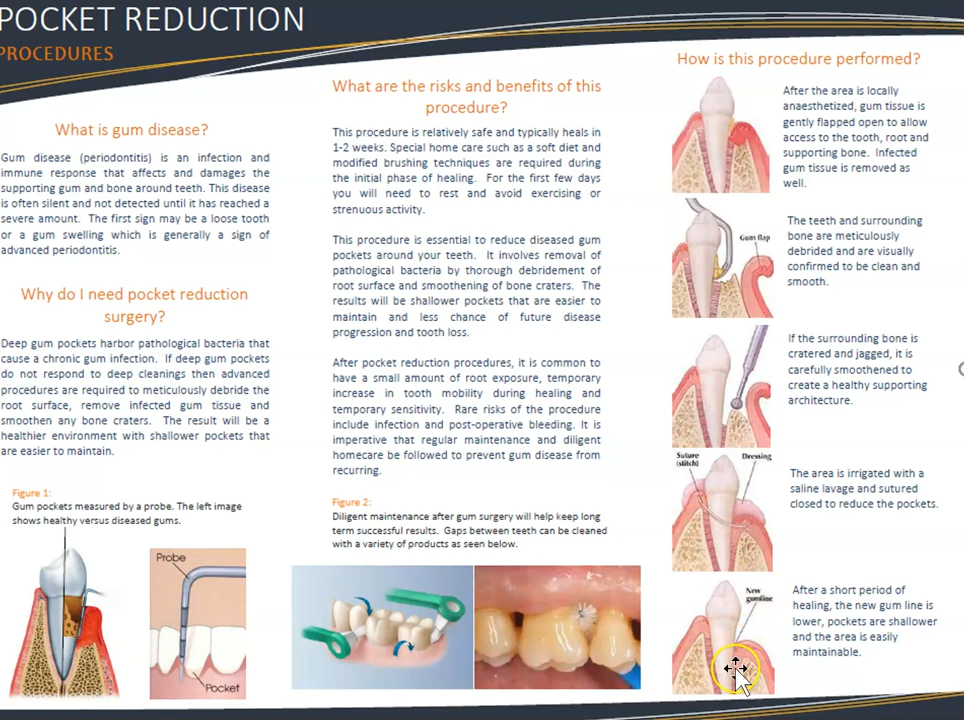 POCKET REDUCTION
PROCEDURES
What is gum disease?
Gum disease (periodontitis) is an infection and
immune response that affects and damages the
supporting gum and bone around teeth. This disease
is often silent and not detected until it has reached a
severe amount. The first sign may be a loose tooth
or a gum swelling which is generally a sign of
advanced periodontitis.
Why do I need pocket reduction
surgery?
Deep gum pockets harbor pathological bacteria that
cause a chronic gum infection. If deep gum pockets
do not respond to deep cleanings then advanced
procedures are required to meticulously debride the
root surface, remove infected gum tissue and
smoothen any bone craters. The result will be a
healthier environment with shallower pockets that
are easier to maintain.
Figure 1:
Gum pockets measured by a probe. The left image
shows healthy versus diseased gums.
Probe
Pocket
What are the risks and benefits of this
procedure?
This procedure is relatively safe and typically heals in
1-2 weeks. Special home care such as a soft diet and
modified brushing techniques are required during
the initial phase of healing. For the first few days
you will need to rest and avoid exercising or
strenuous activity.
This procedure is essential to reduce diseased gum
pockets around your teeth. It involves removal of
pathological bacteria by thorough debridement of
root surface and smoothening of bone craters. The
results will be shallower pockets that are easier to
maintain and less chance of future disease
progression and tooth loss.
After pocket reduction procedures, it is common to
have a small amount of root exposure, temporary
increase in tooth mobility during healing and
temporary sensitivity. Rare risks of the procedure
include infection and post-operative bleeding. It is
imperative that regular maintenance and diligent
homecare be followed to prevent gum disease from
recurring.
Figure 2:
Diligent maintenance after gum surgery will help keep long
term successful results. Gaps between teeth can be cleaned
with a variety of products as seen below.
How is this procedure performed?
After the area is locally
anaesthetized, gum tissue is
gently flapped open to allow
access to the tooth, root and
supporting bone. Infected
gum tissue is removed as
well.
Gum flap
The teeth and surrounding
bone are meticulously
debrided and are visually
confirmed to be clean and
smooth.
If the surrounding bone is
cratered and jagged, it is
carefully smoothened to
create a healthy supporting
architecture.
Suture
(stitch)
Dressing
The area is irrigated with a
saline lavage and sutured
closed to reduce the pockets.
New
gumline
After a short period of
healing, the new gum line is
lower, pockets are shallower
and the area is easily
maintainable.